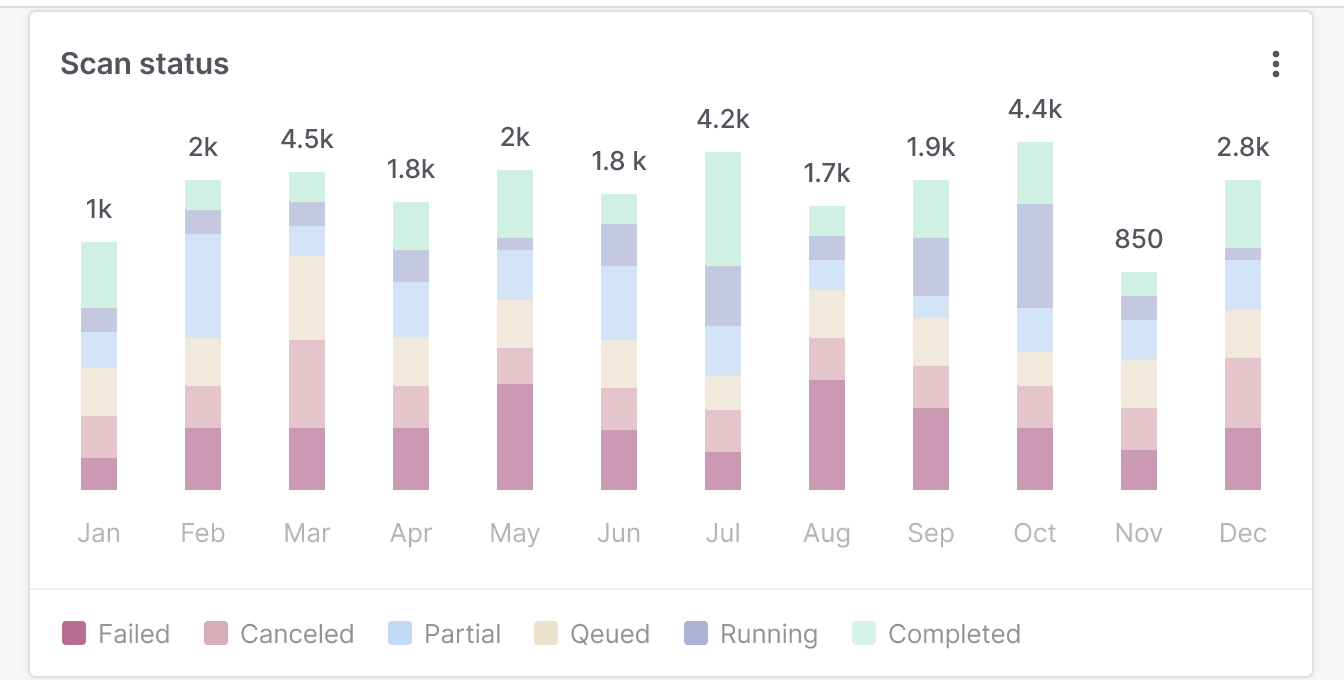 Scan status
1k 2k 4.5k 1.8k 2k 1.8 k 4.2k 1.7k 1.9k 4.4k 850 2.8k
Jan Feb Mar Apr May Jun Jul Aug Sep Oct Nov Dec
Failed Canceled Partial Qeued Running Completed